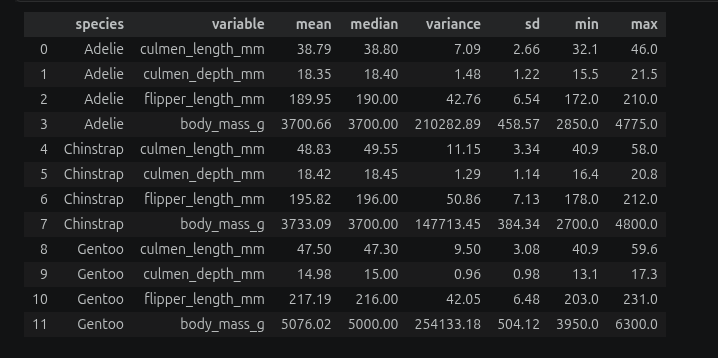 species variable mean median variance sd min max
0 Adelie culmen_length_mm 38.79 38.80 7.09 2.66 32.1 46.0
1 Adelie culmen_depth_mm 18.35 18.40 1.48 1.22 15.5 21.5
2 Adelie flipper_length_mm 189.95 190.00 42.76 6.54 172.0 210.0
3 Adelie body_mass_g 3700.66 3700.00 210282.89 458.57 2850.0 4775.0
4 Chinstrap culmen_length_mm 48.83 49.55 11.15 3.34 40.9 58.0
5 Chinstrap culmen_depth_mm 18.42 18.45 1.29 1.14 16.4 20.8
6 Chinstrap flipper_length_mm 195.82 196.00 50.86 7.13 178.0 212.0
7 Chinstrap body_mass_g 3733.09 3700.00 147713.45 384.34 2700.0 4800.0
8 Gentoo culmen_length_mm 47.50 47.30 9.50 3.08 40.9 59.6
9 Gentoo culmen_depth_mm 14.98 15.00 0.96 0.98 13.1 17.3
10 Gentoo flipper_length_mm 217.19 216.00 42.05 6.48 203.0 231.0
11 Gentoo body_mass_g 5076.02 5000.00 254133.18 504.12 3950.0 6300.0